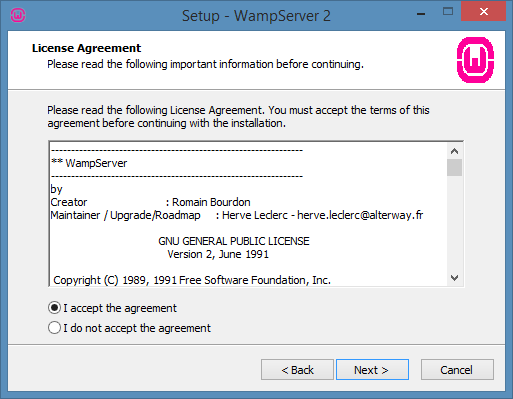 Setup - WampServer 2
License Agreement
Please read the following important information before continuing.
Please read the following License Agreement. You must accept the terms of this
agreement before continuing with the installation.
------------------------------------------------------------
** WampServer
------------------------------------------------------------
by
Creator : Romain Bourdon
Maintainer / Upgrade/Roadmap : Herve Leclerc - herve.leclerc@alterway.fr
GNU GENERAL PUBLIC LICENSE
Version 2, June 1991
Copyright (C) 1989, 1991 Free Software Foundation, Inc.
I accept the agreement
I do not accept the agreement
< Back Next > Cancel